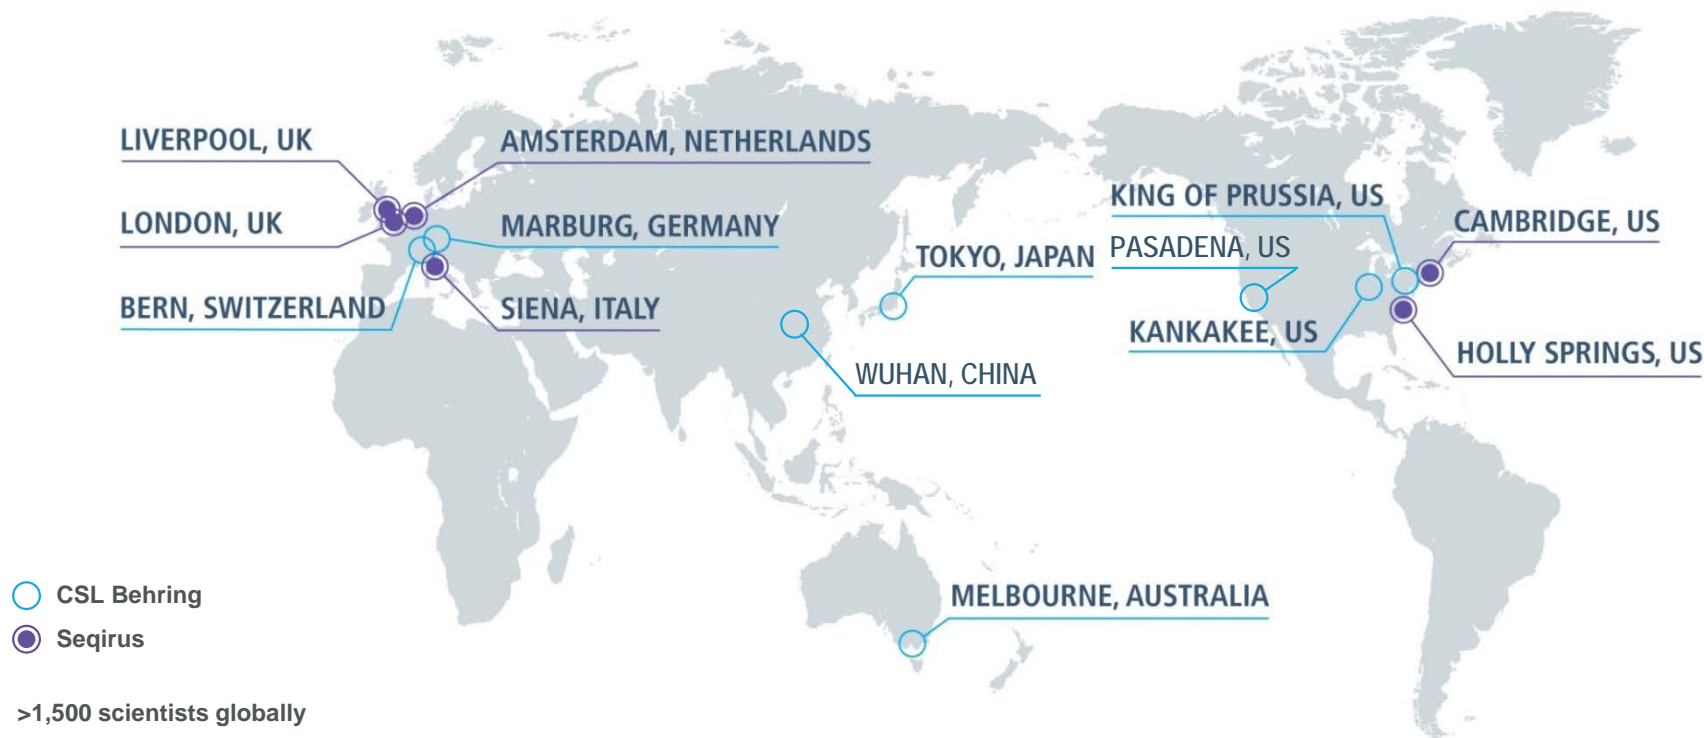 LIVERPOOL, UK
AMSTERDAM, NETHERLANDS
LONDON, UK
MARBURG, GERMANY
BERN, SWITZERLAND
SIENA, ITALY
TOKYO, JAPAN
WUHAN, CHINA
KING OF PRUSSIA, US
PASADENA, US
CAMBRIDGE, US
KANKAKEE, US
HOLLY SPRINGS, US
MELBOURNE, AUSTRALIA
CSL Behring
Seqirus
>1,500 scientists globally